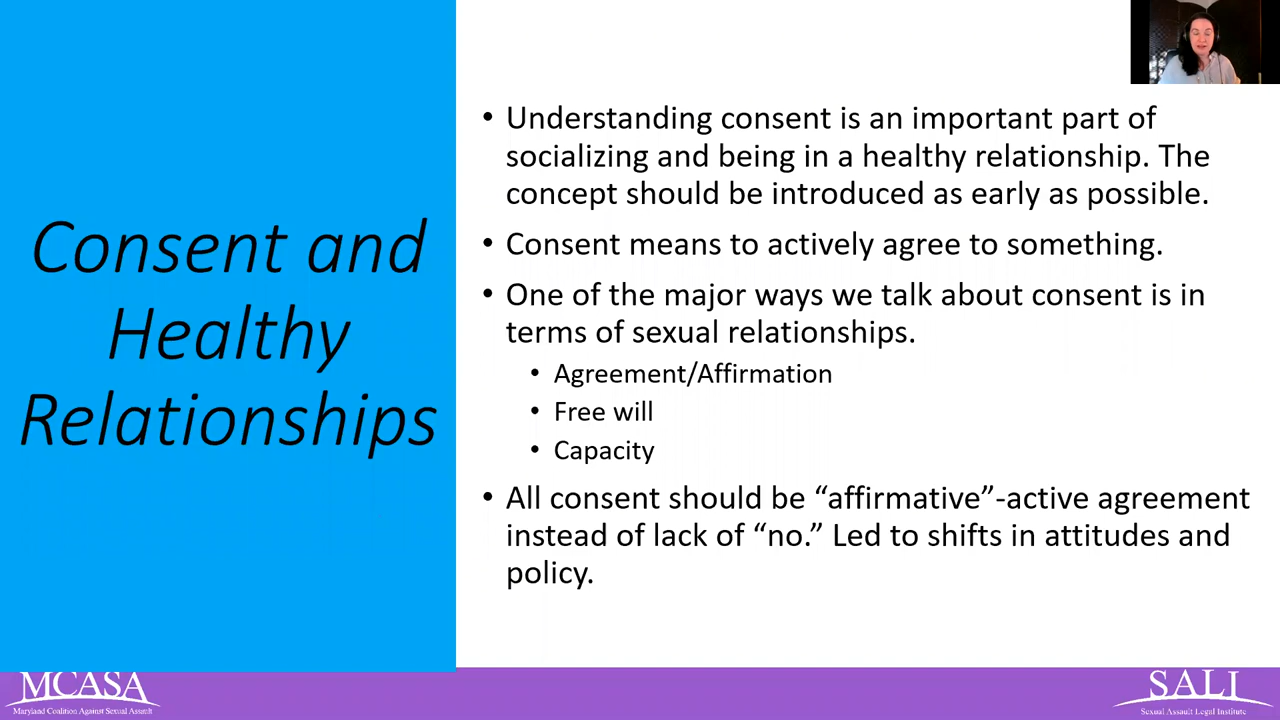 Consent and
Healthy
Relationships
• Understanding consent is an important part of
socializing and being in a healthy relationship. The
concept should be introduced as early as possible.
• Consent means to actively agree to something.
• One of the major ways we talk about consent is in
terms of sexual relationships.
• Agreement/Affirmation
• Free will
• Capacity
• All consent should be “affirmative”-active agreement
instead of lack of “no.” Led to shifts in attitudes and
policy.
MCASA
Maryland Coalition Against Sexual Assault
SALI
Sexual Assault Legal Institute